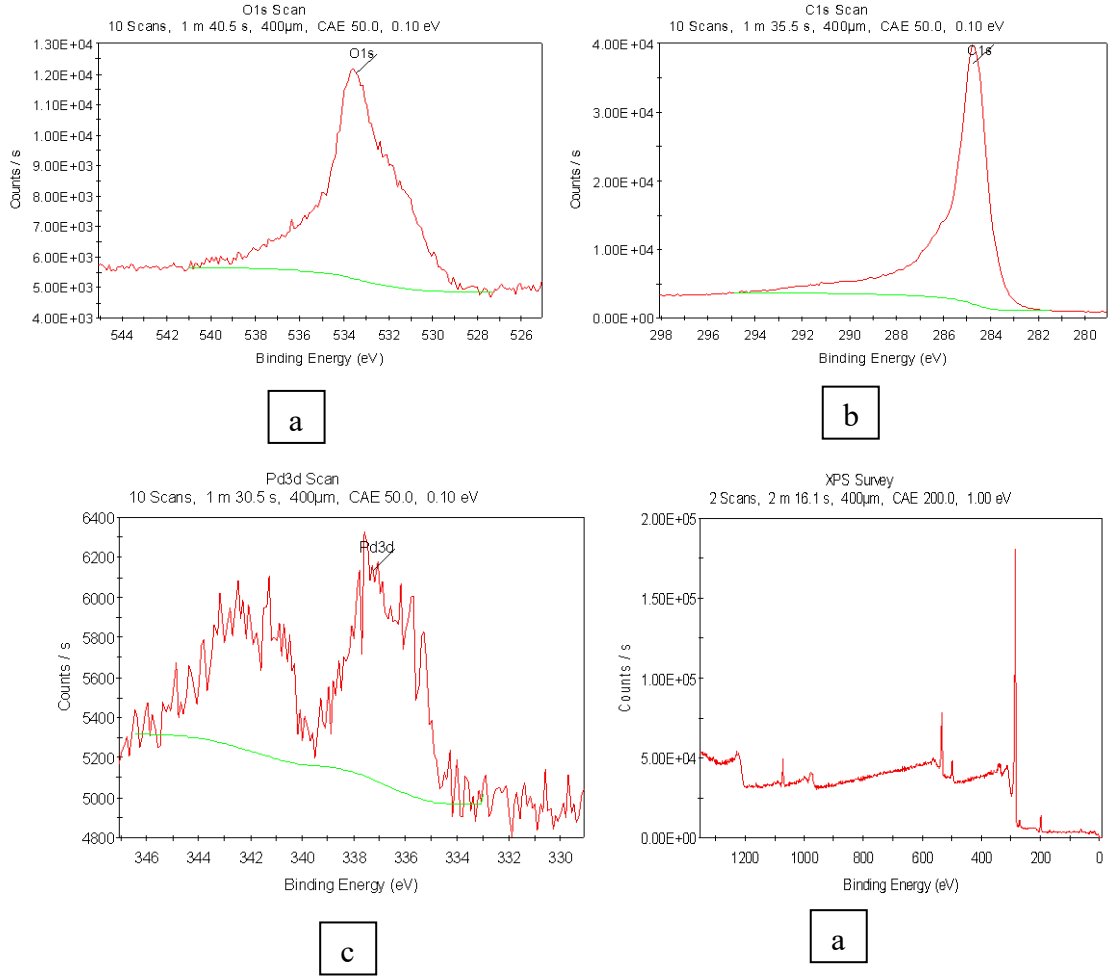 O1s Scan
10 Scans, 1 m 40.5 s, 400µm, CAE 50.0, 0.10 eV
1.30E+04
1.20E+04
1.10E+04
1.00E+04
9.00E+03
8.00E+03
7.00E+03
6.00E+03
5.00E+03
4.00E+03
Counts / s
O1s
544 542 540 538 536 534 532 530 528 526
Binding Energy (eV)
a
C1s Scan
10 Scans, 1 m 35.5 s, 400µm, CAE 50.0, 0.10 eV
4.00E+04
3.00E+04
2.00E+04
1.00E+04
0.00E+00
Counts / s
C1s
298 296 294 292 290 288 286 284 282 280
Binding Energy (eV)
b
Pd3d Scan
10 Scans, 1 m 30.5 s, 400µm, CAE 50.0, 0.10 eV
6400
6200
6000
5800
5600
5400
5200
5000
4800
Counts / s
Pd3d
346 344 342 340 338 336 334 332 330
Binding Energy (eV)
c
XPS Survey
2 Scans, 2 m 16.1 s, 400µm, CAE 200.0, 1.00 eV
2.00E+05
1.50E+05
1.00E+05
5.00E+04
0.00E+00
Counts / s
1200 1000 800 600 400 200 0
Binding Energy (eV)
a